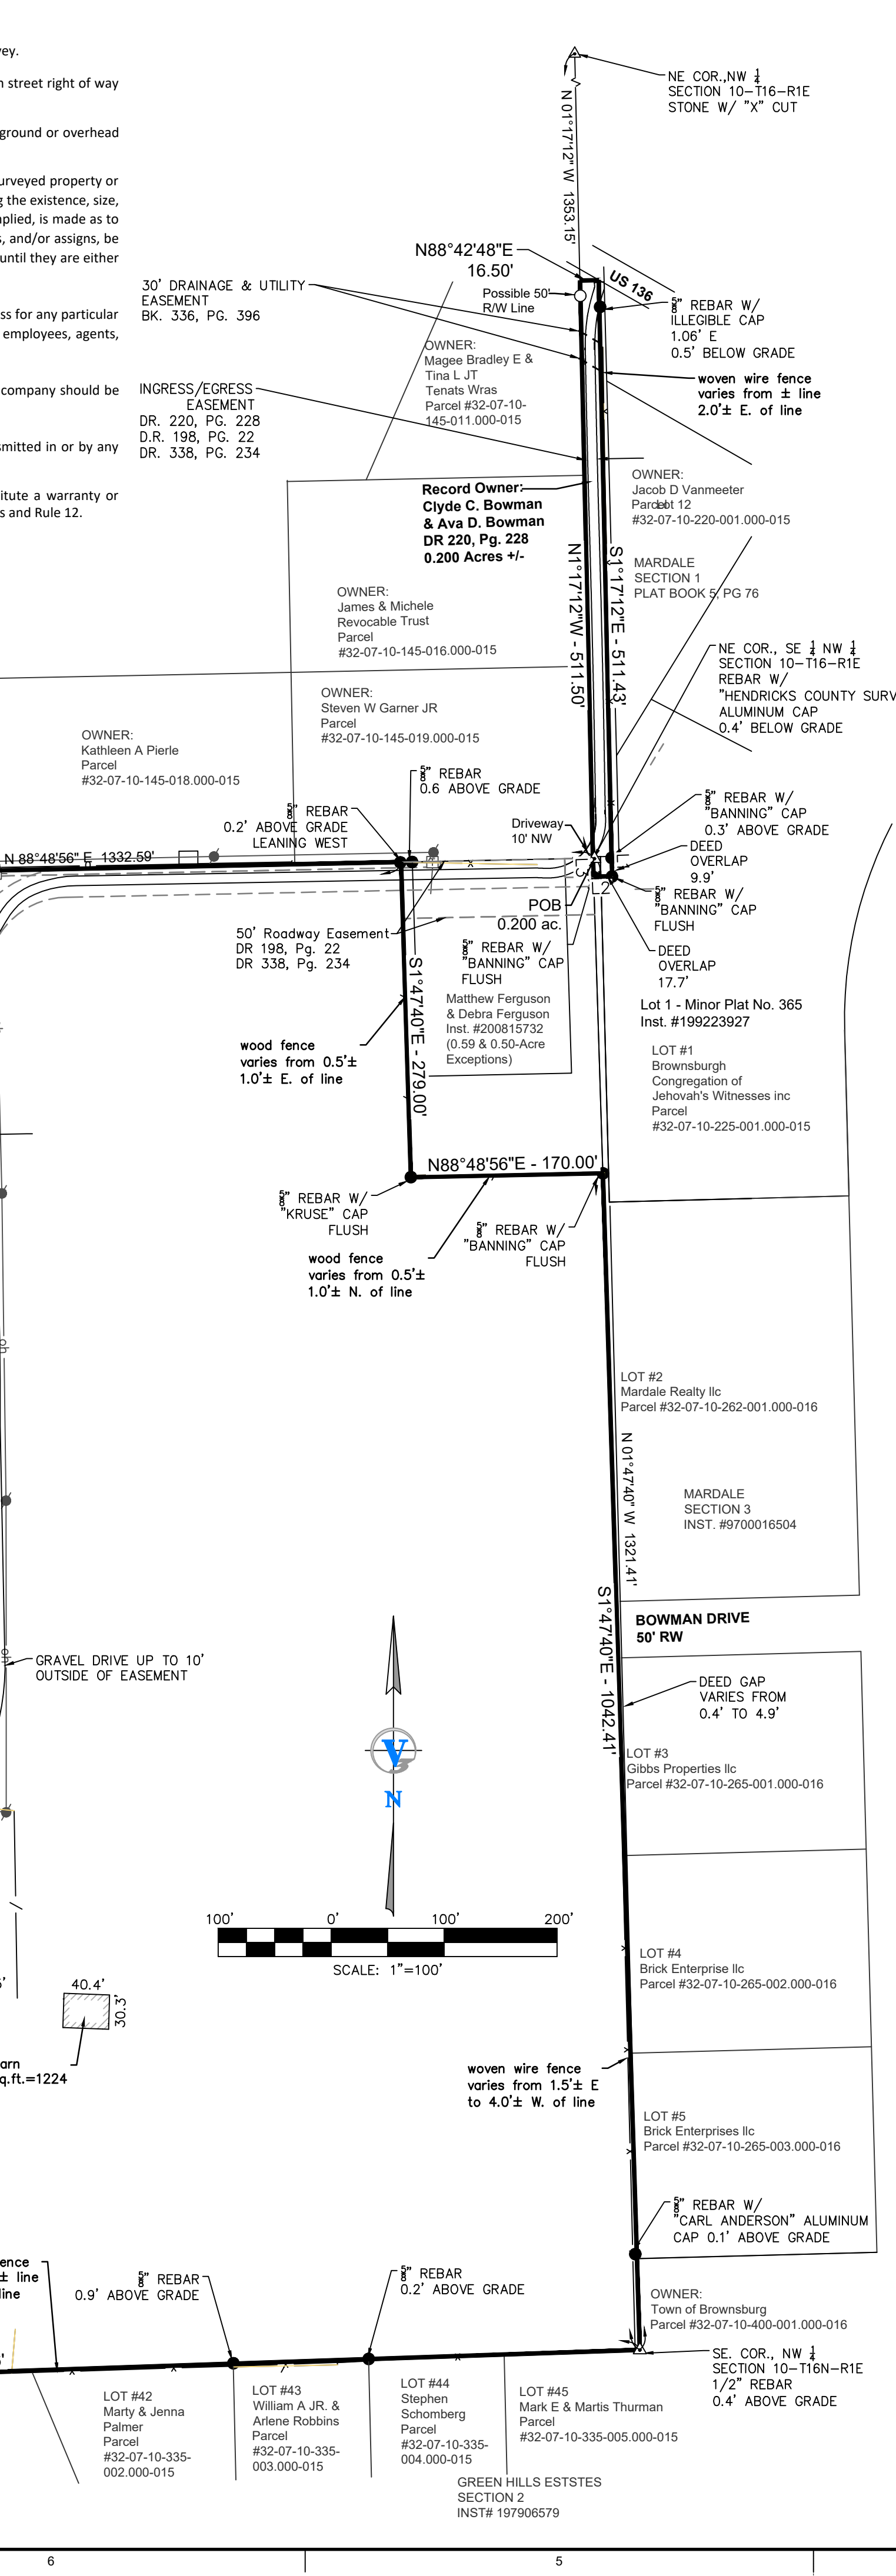 vey.
n street right of way
ground or overhead
urveyed property or
g the existence, size,
nplied, is made as to
s, and/or assigns, be
until they are either
ss for any particular
employees, agents,
company should be
smitted in or by any
titute a warranty or
s and Rule 12.
NE COR.,NW 1/4
SECTION 10-T16-R1E
STONE W/ "X" CUT
N 01°17'12" W 1353.15'
N88°42'48"E
16.50'
US 136
Possible 50'
R/W Line
30' DRAINAGE & UTILITY
EASEMENT
BK. 336, PG. 396
5/8" REBAR W/
ILLEGIBLE CAP
1.06' E
0.5' BELOW GRADE
OWNER:
Magee Bradley E &
Tina L JT
Tenats Wras
Parcel #32-07-10-
145-011.000-015
woven wire fence
varies from ± line
2.0'± E. of line
INGRESS/EGRESS
EASEMENT
DR. 220, PG. 228
D.R. 198, PG. 22
DR. 338, PG. 234
Record Owner:
Clyde C. Bowman
& Ava D. Bowman
DR 220, Pg. 228
0.200 Acres +/-
OWNER:
Jacob D Vanmeeter
Parcel
Lot 12
#32-07-10-220-001.000-015
MARDALE
SECTION 1
PLAT BOOK 5, PG 76
N1°17'12"W - 511.50'
S1°17'12"E - 511.43'
OWNER:
James & Michele
Revocable Trust
Parcel
#32-07-10-145-016.000-015
NE COR., SE 1/4 NW 1/4
SECTION 10-T16-R1E
REBAR W/
"HENDRICKS COUNTY SURV
ALUMINUM CAP
0.4' BELOW GRADE
OWNER:
Steven W Garner JR
Parcel
#32-07-10-145-019.000-015
OWNER:
Kathleen A Pierle
Parcel
#32-07-10-145-018.000-015
5/8" REBAR
0.6 ABOVE GRADE
5/8" REBAR
0.2' ABOVE GRADE
LEANING WEST
Driveway
10' NW
5/8" REBAR W/
"BANNING" CAP
0.3' ABOVE GRADE
N 88°48'56" E 1332.59'
DEED
OVERLAP
9.9'
L3
L2
5/8" REBAR W/
"BANNING" CAP
FLUSH
POB
0.200 ac.
50' Roadway Easement
DR 198, Pg. 22
DR 338, Pg. 234
5/8" REBAR W/
"BANNING" CAP
FLUSH
DEED
OVERLAP
17.7'
Matthew Ferguson
& Debra Ferguson
Inst. #200815732
(0.59 & 0.50-Acre
Exceptions)
S1°47'40"E - 279.00'
Lot 1 - Minor Plat No. 365
Inst. #199223927
wood fence
varies from 0.5'±
1.0'± E. of line
LOT #1
Brownsburgh
Congregation of
Jehovah's Witnesses inc
Parcel
#32-07-10-225-001.000-015
N88°48'56"E - 170.00'
5/8" REBAR W/
"KRUSE" CAP
FLUSH
5/8" REBAR W/
"BANNING" CAP
FLUSH
wood fence
varies from 0.5'±
1.0'± N. of line
oh
LOT #2
Mardale Realty llc
Parcel #32-07-10-262-001.000-016
N 01°47'40" W 1321.41'
MARDALE
SECTION 3
INST. #9700016504
S1°47'40"E - 1042.41'
BOWMAN DRIVE
50' RW
oh
GRAVEL DRIVE UP TO 10'
OUTSIDE OF EASEMENT
DEED GAP
VARIES FROM
0.4' TO 4.9'
V
N
LOT #3
Gibbs Properties llc
Parcel #32-07-10-265-001.000-016
100' 0' 100' 200'
SCALE: 1"=100'
LOT #4
Brick Enterprise llc
Parcel #32-07-10-265-002.000-016
40.4'
30.3'
arn
q.ft.=1224
woven wire fence
varies from 1.5'± E
to 4.0'± W. of line
LOT #5
Brick Enterprises llc
Parcel #32-07-10-265-003.000-016
5/8" REBAR W/
"CARL ANDERSON" ALUMINUM
CAP 0.1' ABOVE GRADE
ence
± line
line
5/8" REBAR
0.9' ABOVE GRADE
5/8" REBAR
0.2' ABOVE GRADE
OWNER:
Town of Brownsburg
Parcel #32-07-10-400-001.000-016
SE. COR., NW 1/4
SECTION 10-T16N-R1E
1/2" REBAR
0.4' ABOVE GRADE
LOT #42
Marty & Jenna
Palmer
Parcel
#32-07-10-335-
002.000-015
LOT #43
William A JR. &
Arlene Robbins
Parcel
#32-07-10-335-
003.000-015
LOT #44
Stephen
Schomberg
Parcel
#32-07-10-335-
004.000-015
LOT #45
Mark E & Martis Thurman
Parcel
#32-07-10-335-005.000-015
GREEN HILLS ESTSTES
SECTION 2
INST# 197906579
6
5